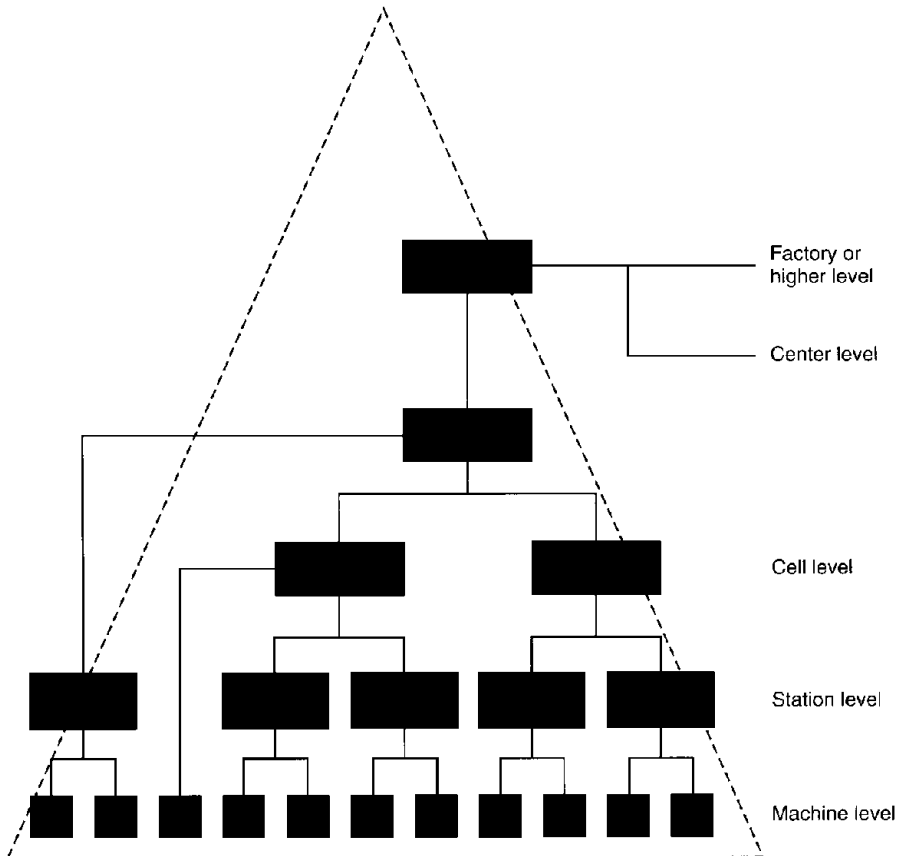 Factory or
higher level
Center level
Cell level
Station level
Machine level